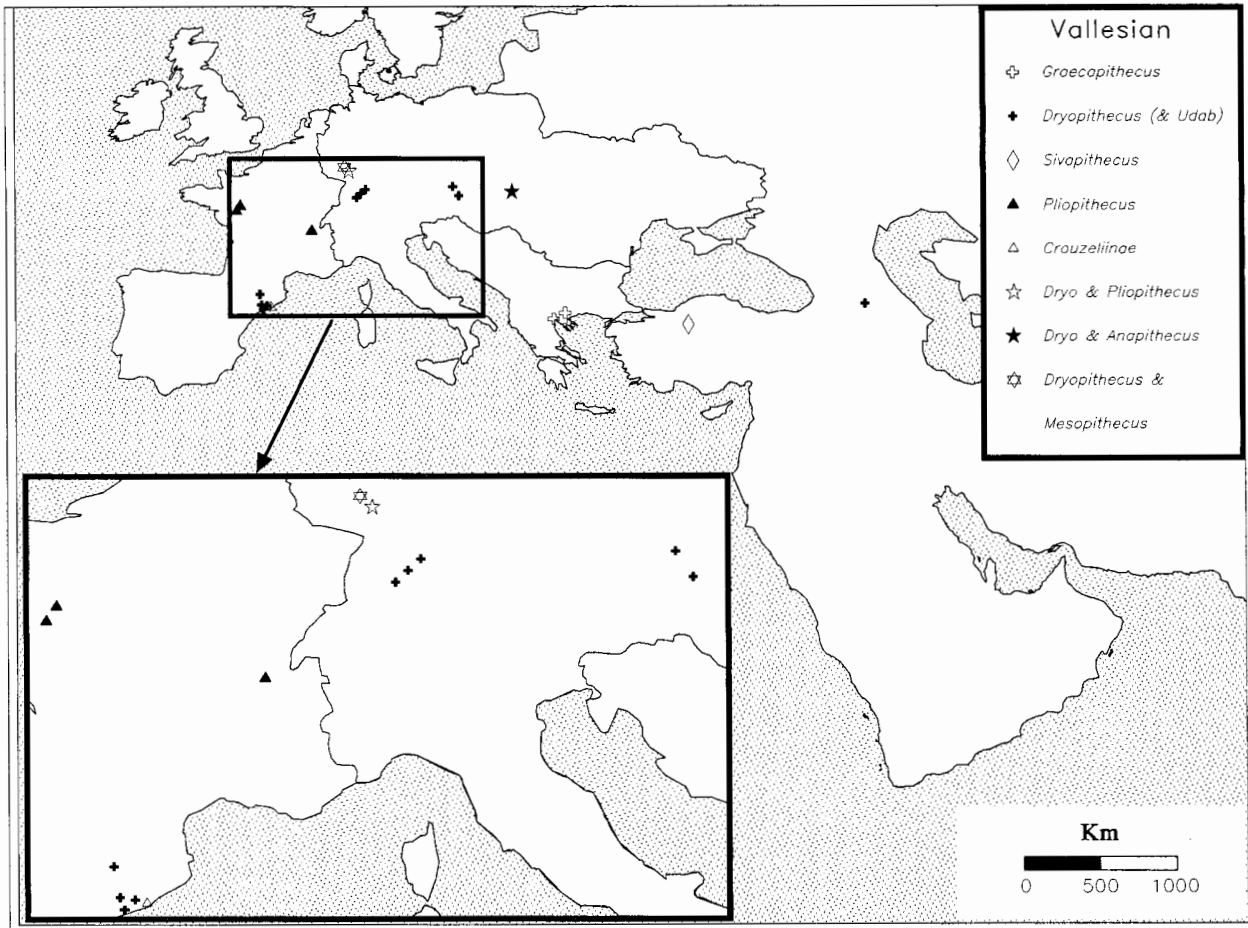 Vallesian
Graecopithecus
Dryopithecus (& Udab)
Sivapithecus
Pliopithecus
Crouzeliinae
Dryo & Pliopithecus
Dryo & Anapithecus
Dryopithecus &
Mesopithecus
Km
0 500 1000